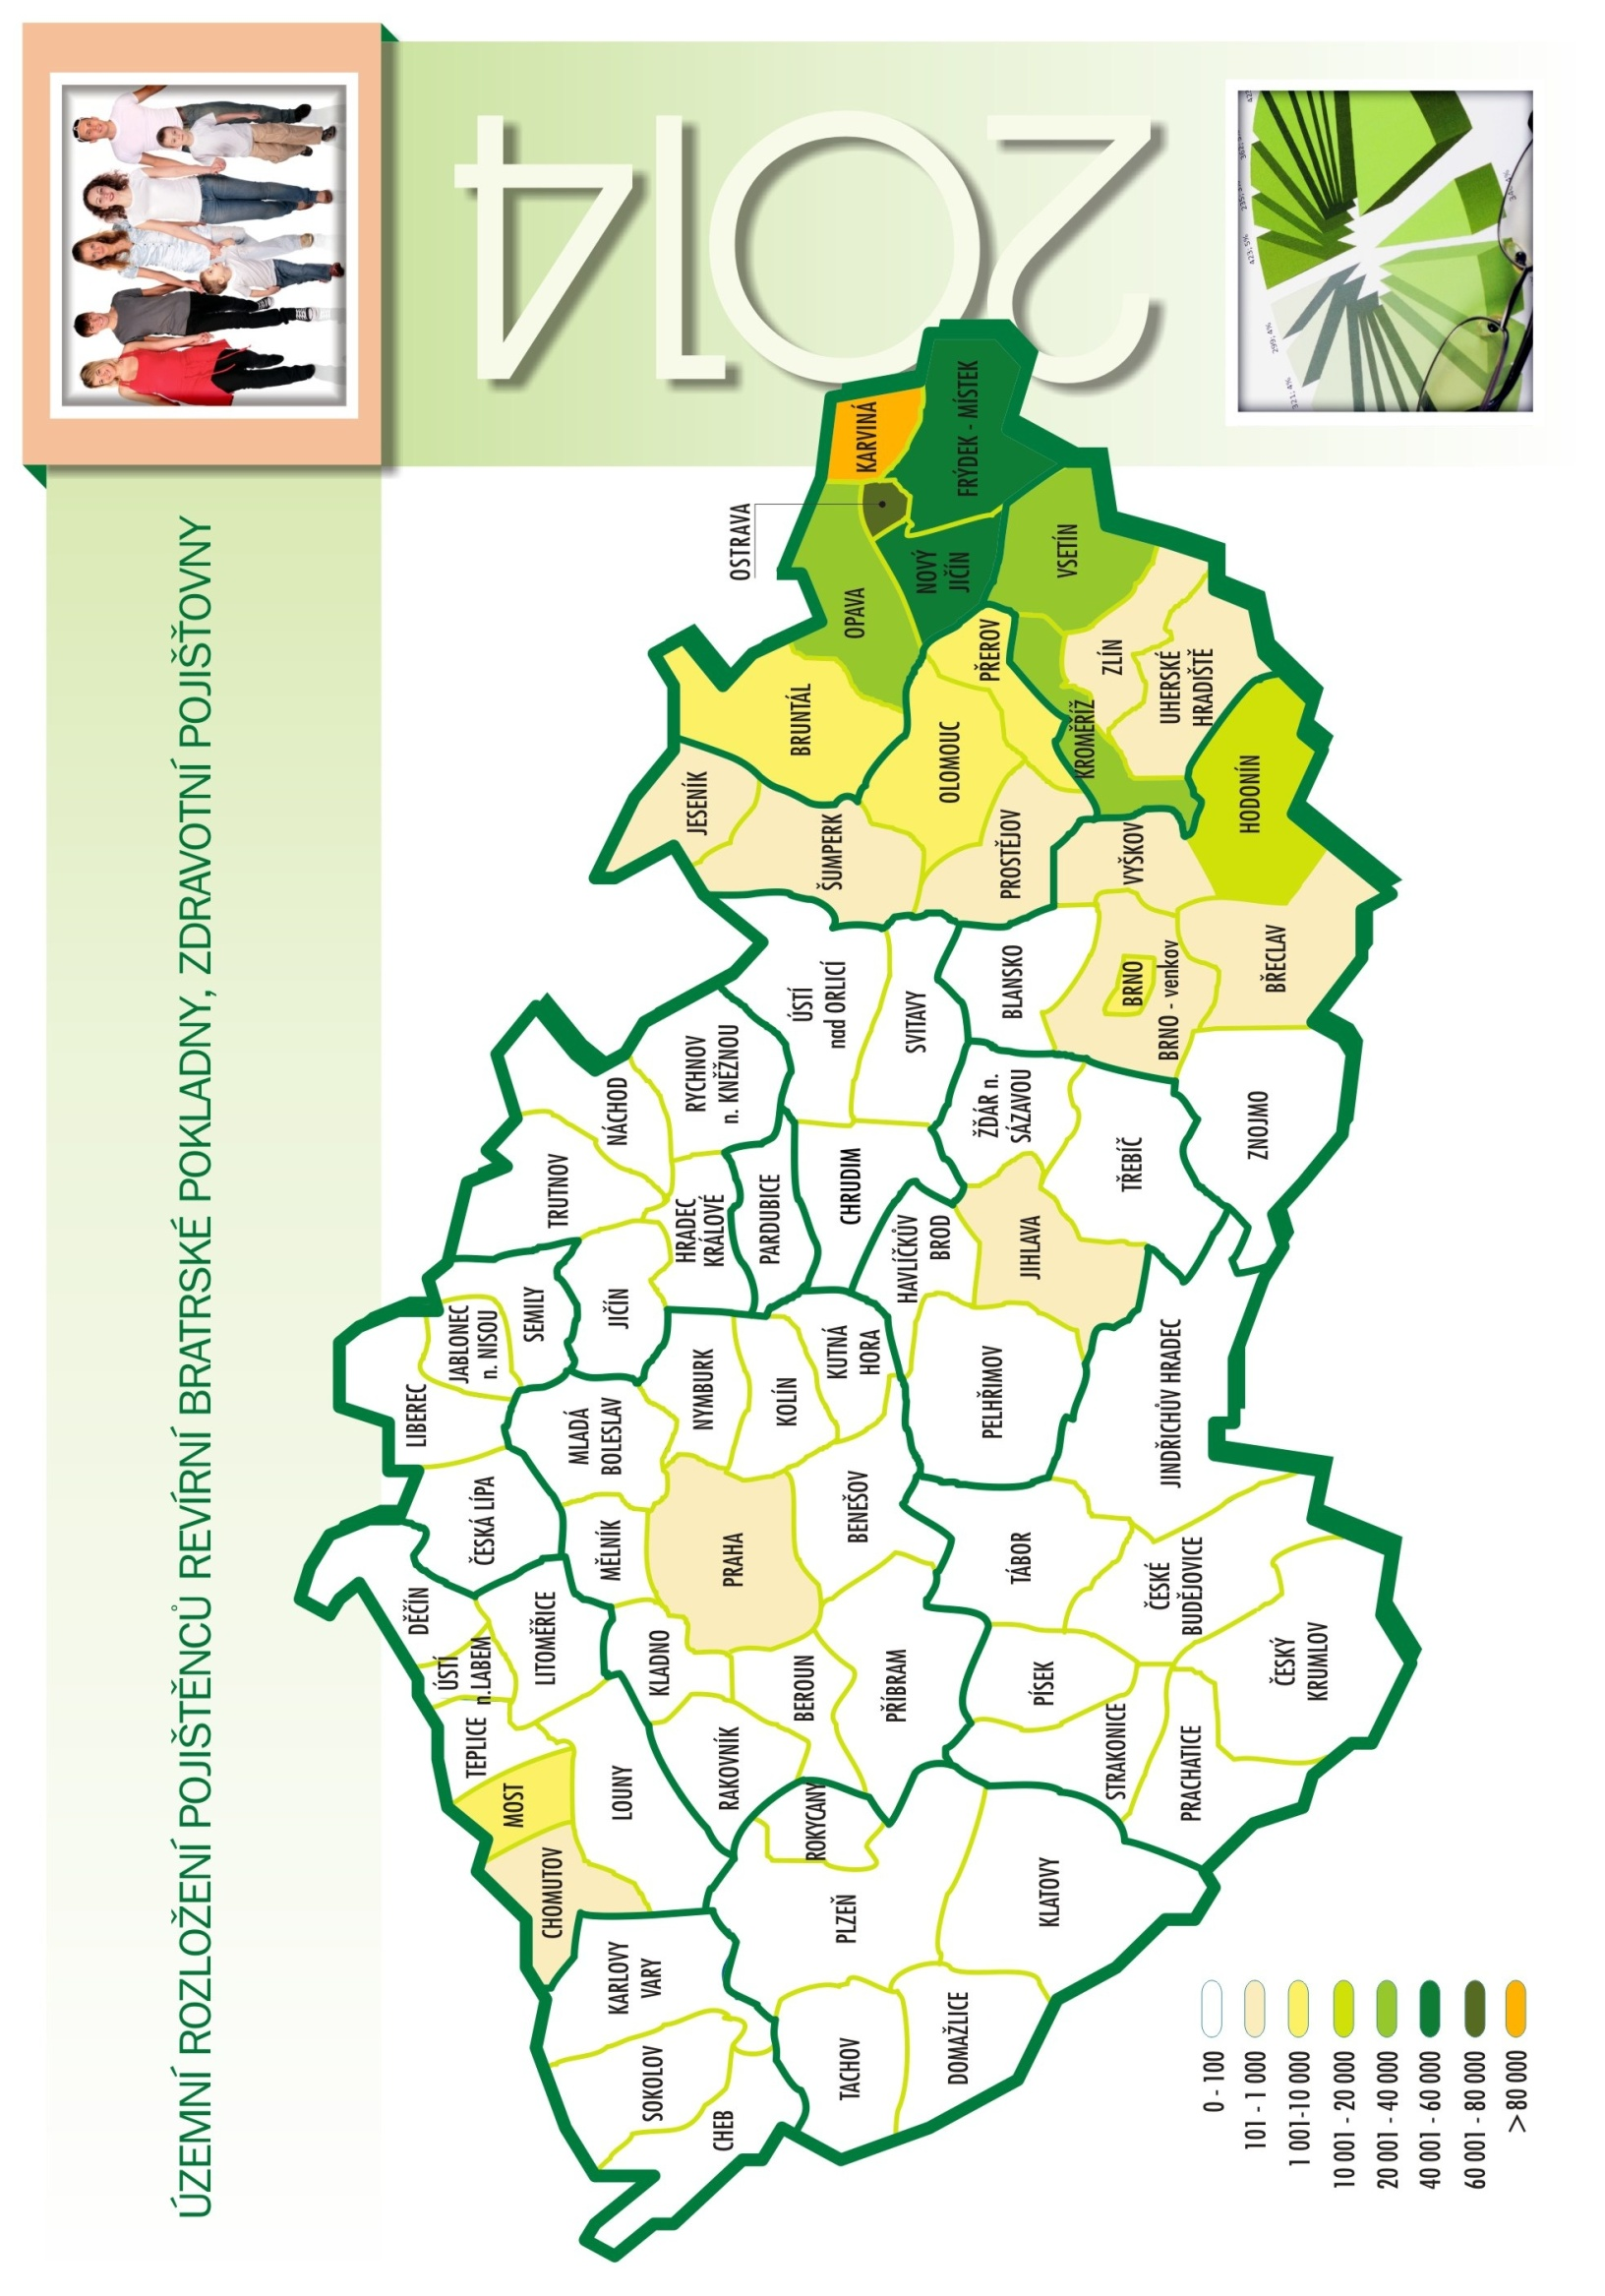 ÚZEMNÍ ROZLOŽENÍ POJIŠTĚNCŮ REVÍRNÍ BRATRSKÉ POKLADNY, ZDRAVOTNÍ POJIŠŤOVNY
2014
LIBEREC
JABLONEC
n. NISOU
SEMILY
TRUTNOV
NÁCHOD
JIČÍN
HRADEC
KRÁLOVÉ
RYCHNOV
n. KNĚŽNOU
DĚČÍN
ÚSTÍ
n.LABEM
ČESKÁ LÍPA
LITOMĚŘICE
TEPLICE
MOST
CHOMUTOV
LOUNY
MLADÁ
BOLESLAV
MĚLNÍK
NYMBURK
KLADNO
PRAHA
KOLÍN
KUTNÁ
HORA
RAKOVNÍK
BEROUN
BENEŠOV
PŘÍBRAM
KARLOVY
VARY
SOKOLOV
CHEB
ROKYCANY
PLZEŇ
TACHOV
DOMAŽLICE
KLATOVY
PARDUBICE
CHRUDIM
ÚSTÍ
nad ORLICÍ
SVITAVY
HAVLÍČKŮV
BROD
PELHŘIMOV
JIHLAVA
ŽĎÁR n.
SÁZAVOU
TŘEBÍČ
TÁBOR
PÍSEK
STRAKONICE
PRACHATICE
ČESKÉ
BUDĚJOVICE
ČESKÝ
KRUMLOV
JINDŘICHŮV HRADEC
JESENÍK
ŠUMPERK
BRUNTÁL
OLOMOUC
PROSTĚJOV
PŘEROV
OPAVA
OSTRAVA
KARVINÁ
NOVÝ
JIČÍN
FRÝDEK - MÍSTEK
VSETÍN
KROMĚŘÍŽ
ZLÍN
UHERSKÉ
HRADIŠTĚ
BLANSKO
VYŠKOV
BRNO
BRNO - venkov
HODONÍN
BŘECLAV
ZNOJMO
0 - 100
101 - 1 000
1 001-10 000
10 001 - 20 000
20 001 - 40 000
40 001 - 60 000
60 001 - 80 000
> 80 000
423,5%
299,4%
321,4%